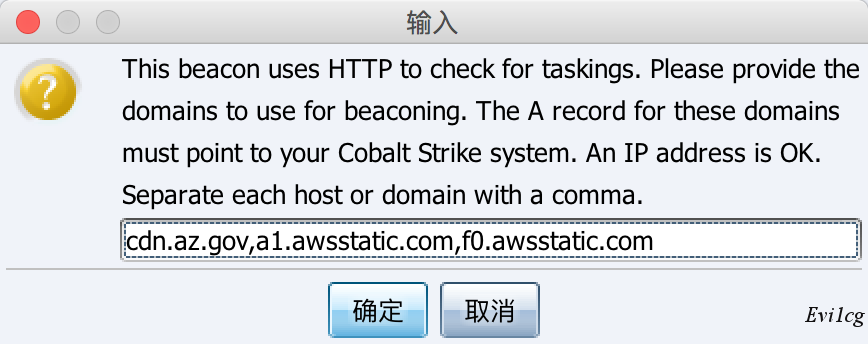 输入
This beacon uses HTTP to check for taskings. Please provide the
domains to use for beaconing. The A record for these domains
must point to your Cobalt Strike system. An IP address is OK.
Separate each host or domain with a comma.
cdn.az.gov,a1.awsstatic.com,f0.awsstatic.com
确定 取消
Evi1cg